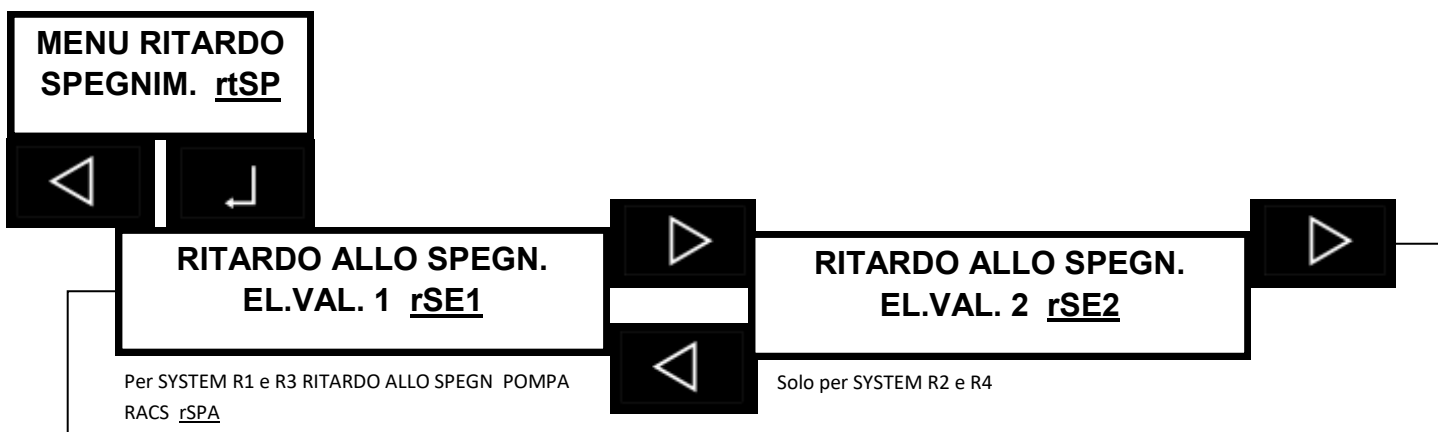 MENU RITARDO
SPEGNIM. rtSP
RITARDO ALLO SPEGN.
EL.VAL. 1 rSE1
RITARDO ALLO SPEGN.
EL.VAL. 2 rSE2
Per SYSTEM R1 e R3 RITARDO ALLO SPEGN POMPA
RACS rSPA
Solo per SYSTEM R2 e R4